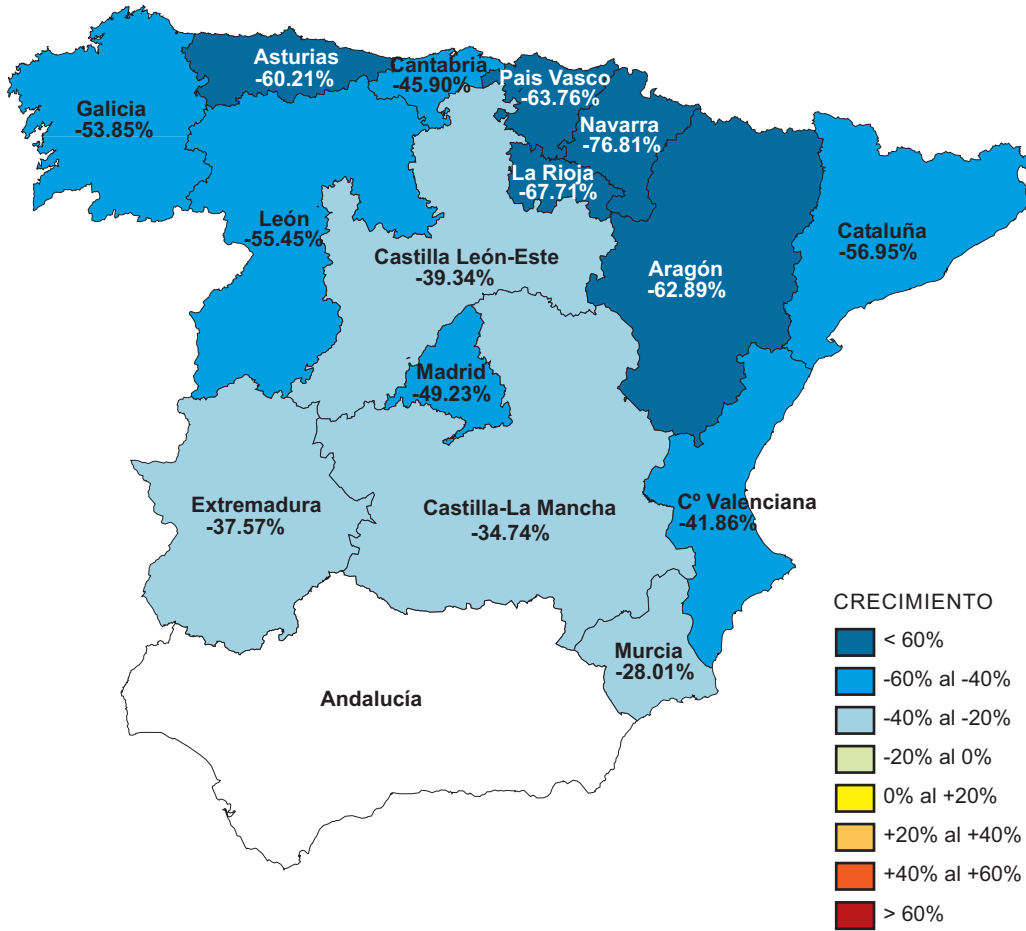 Asturias
-60.21%
Cantabria
-45.90%
Pais Vasco
-63.76%
Galicia
-53.85%
Navarra
-76.81%
La Rioja
-67.71%
León
-55.45%
Cataluña
-56.95%
Castilla León-Este
-39.34%
Aragón
-62.89%
Madrid
-49.23%
Extremadura
-37.57%
Castilla-La Mancha
-34.74%
Cº Valenciana
-41.86%
Murcia
-28.01%
Andalucía
CRECIMIENTO
< 60%
-60% al -40%
-40% al -20%
-20% al 0%
0% al +20%
+20% al +40%
+40% al +60%
> 60%